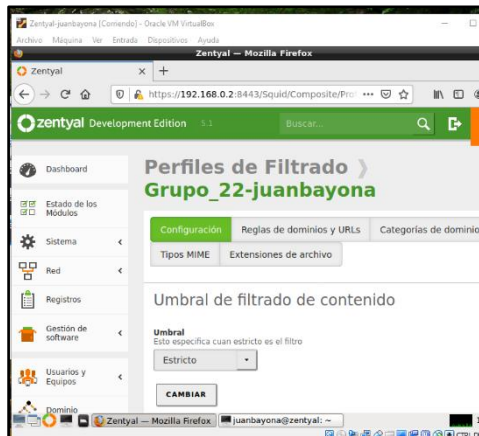 Zentyal-juanbayona [Corriendo] - Oracle VM VirtualBox
Archivo Máquina Ver Entrada Dispositivos Ayuda
Zentyal — Mozilla Firefox
Zentyal
https://192.168.0.2:8443/Squid/Composite/Pro
zentyal Development Edition 5.1
Buscar...
Dashboard
Estado de los Módulos
Sistema
Red
Registros
Gestión de software
Usuarios y Equipos
Dominio
Perfiles de Filtrado
Grupo_22-juanbayona
Configuración Reglas de dominios y URLs Categorías de dominio
Tipos MIME Extensiones de archivo
Umbral de filtrado de contenido
Umbral
Esto especifica cuan estricto es el filtro
Estricto
CAMBIAR
Zentyal — Mozilla Firefox juanbayona@zentyal: ~